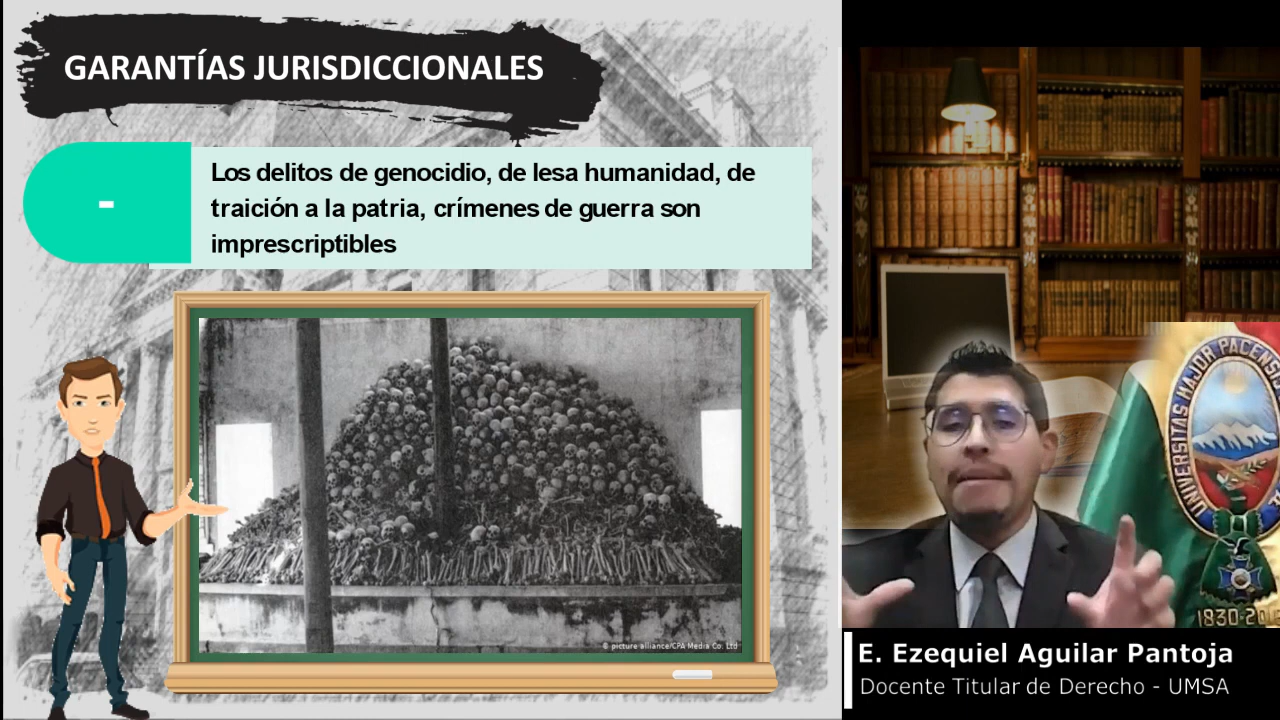 GARANTÍAS JURISDICCIONALES
-
Los delitos de genocidio, de lesa humanidad, de
traición a la patria, crímenes de guerra son
imprescriptibles
© picture alliance/CPA Media Co. Ltd
UNIVERSITAS MAJOR PACENSIS
1830-20
E. Ezequiel Aguilar Pantoja
Docente Titular de Derecho - UMSA